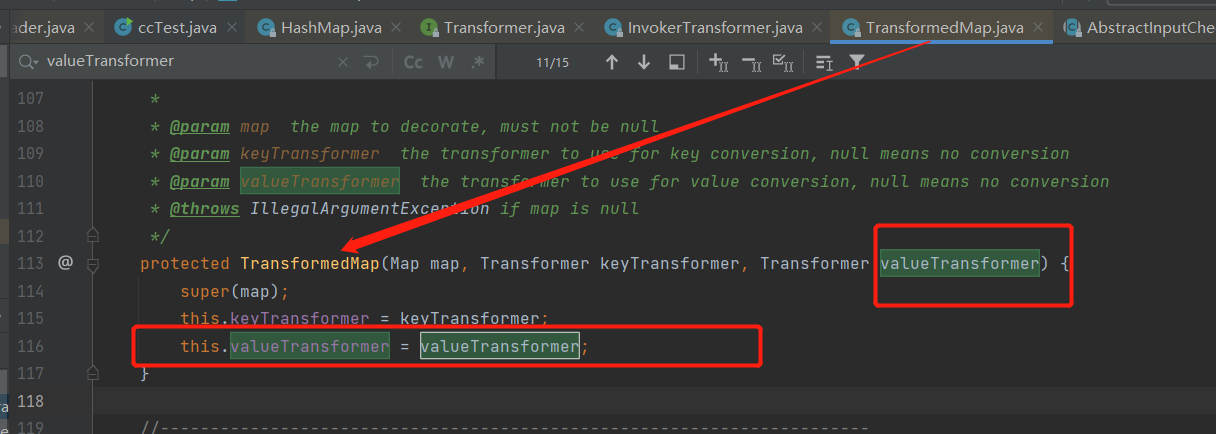 ader.java × ccTest.java × HashMap.java × Transformer.java × InvokerTransformer.java × TransformedMap.java × AbstractInputChe
valueTransformer × Cc W .* 11/15
107 *
108 * @param map the map to decorate, must not be null
109 * @param keyTransformer the transformer to use for key conversion, null means no conversion
110 * @param valueTransformer the transformer to use for value conversion, null means no conversion
111 * @throws IllegalArgumentException if map is null
112 */
113 @ protected TransformedMap(Map map, Transformer keyTransformer, Transformer valueTransformer) {
114 super(map);
115 this.keyTransformer = keyTransformer;
116 this.valueTransformer = valueTransformer;
117 }
118
119 //-----------------------------------------------------------------------